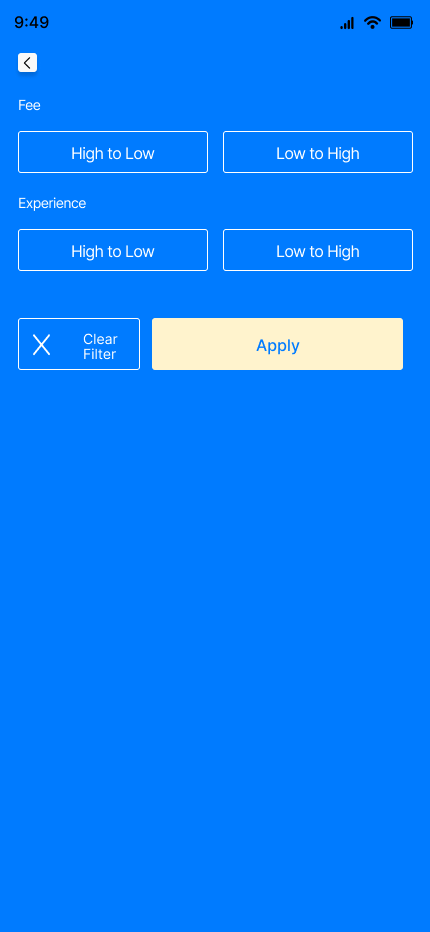 9:49
Fee
High to Low
Low to High
Experience
High to Low
Low to High
Clear
Filter
Apply